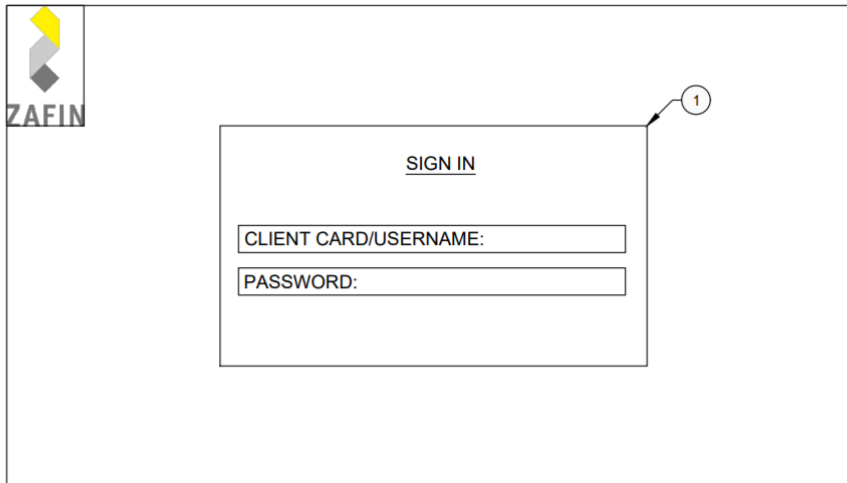 ZAFIN
1
SIGN IN
CLIENT CARD/USERNAME:
PASSWORD: